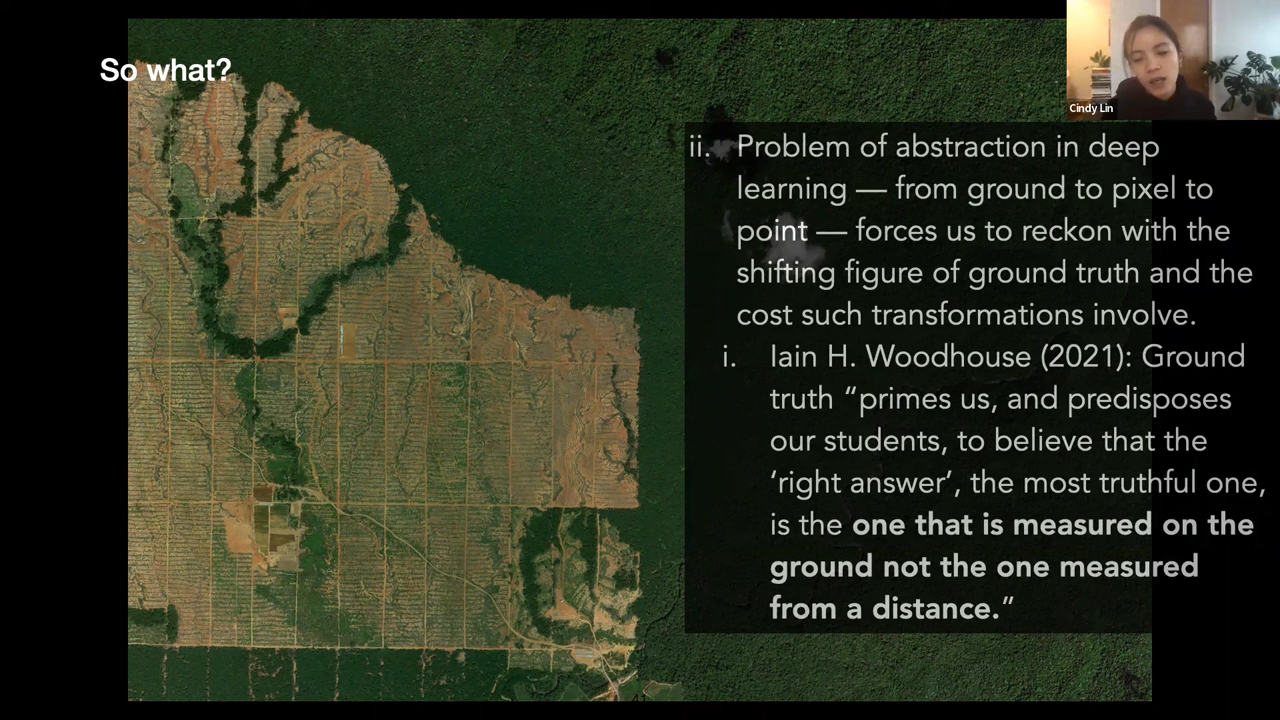 So what?
Cindy Lin
ii. Problem of abstraction in deep
learning — from ground to pixel to
point — forces us to reckon with the
shifting figure of ground truth and the
cost such transformations involve.
i. Iain H. Woodhouse (2021): Ground
truth “primes us, and predisposes
our students, to believe that the
‘right answer’, the most truthful one,
is the one that is measured on the
ground not the one measured
from a distance.”